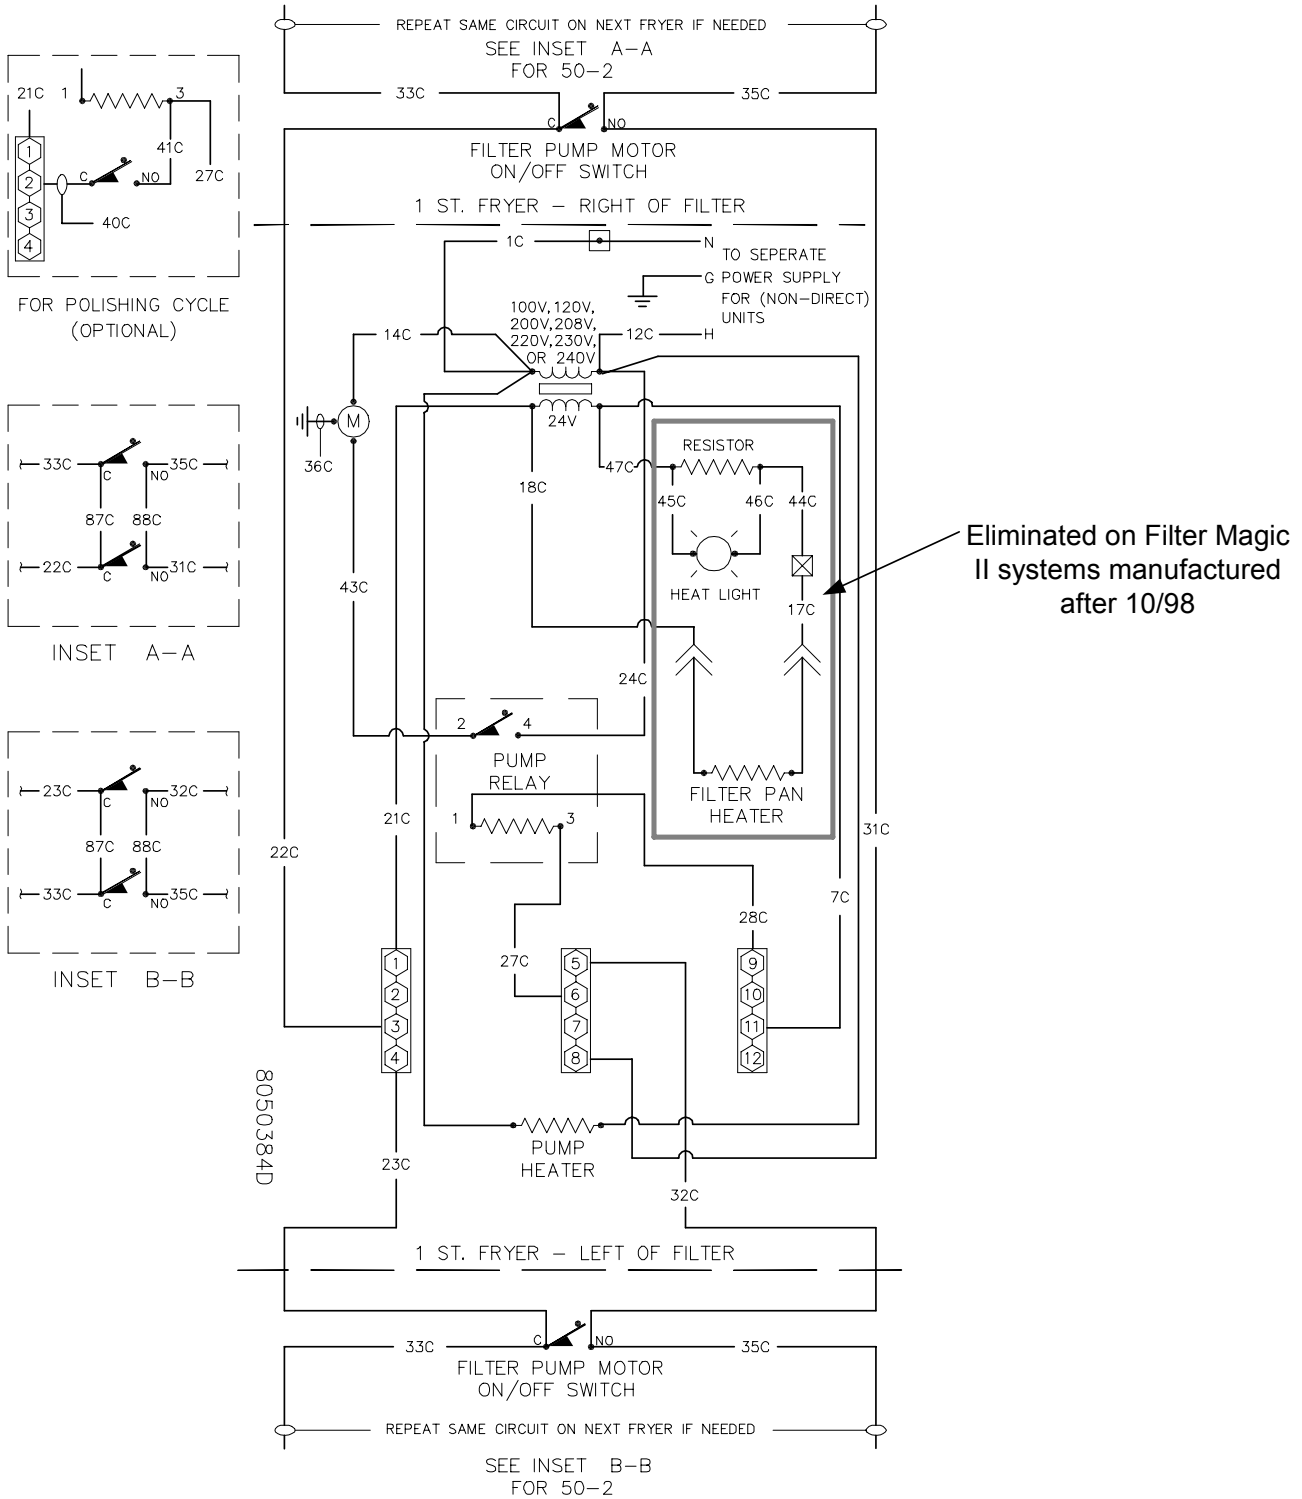 REPEAT SAME CIRCUIT ON NEXT FRYER IF NEEDED
SEE INSET A-A
FOR 50-2
33C
35C
C
NO
FILTER PUMP MOTOR
ON/OFF SWITCH
1 ST. FRYER - RIGHT OF FILTER
21C
1
3
41C
27C
1
2
3
4
C
NO
40C
FOR POLISHING CYCLE
(OPTIONAL)
1C
N
TO SEPERATE
G
POWER SUPPLY
FOR (NON-DIRECT)
UNITS
100V,120V,
200V,208V,
220V,230V,
OR 240V
14C
12C
H
24V
M
36C
33C
C
NO
35C
87C
88C
22C
C
NO
31C
INSET A-A
RESISTOR
47C
18C
45C
46C
44C
HEAT LIGHT
17C
Eliminated on Filter Magic
II systems manufactured
after 10/98
43C
24C
2
4
PUMP
RELAY
1
3
FILTER PAN
HEATER
23C
C
NO
32C
87C
88C
33C
C
NO
35C
INSET B-B
21C
22C
31C
7C
28C
27C
1
2
3
4
5
6
7
8
9
10
11
12
8050384D
PUMP
HEATER
23C
32C
1 ST. FRYER - LEFT OF FILTER
33C
C
NO
35C
FILTER PUMP MOTOR
ON/OFF SWITCH
REPEAT SAME CIRCUIT ON NEXT FRYER IF NEEDED
SEE INSET B-B
FOR 50-2